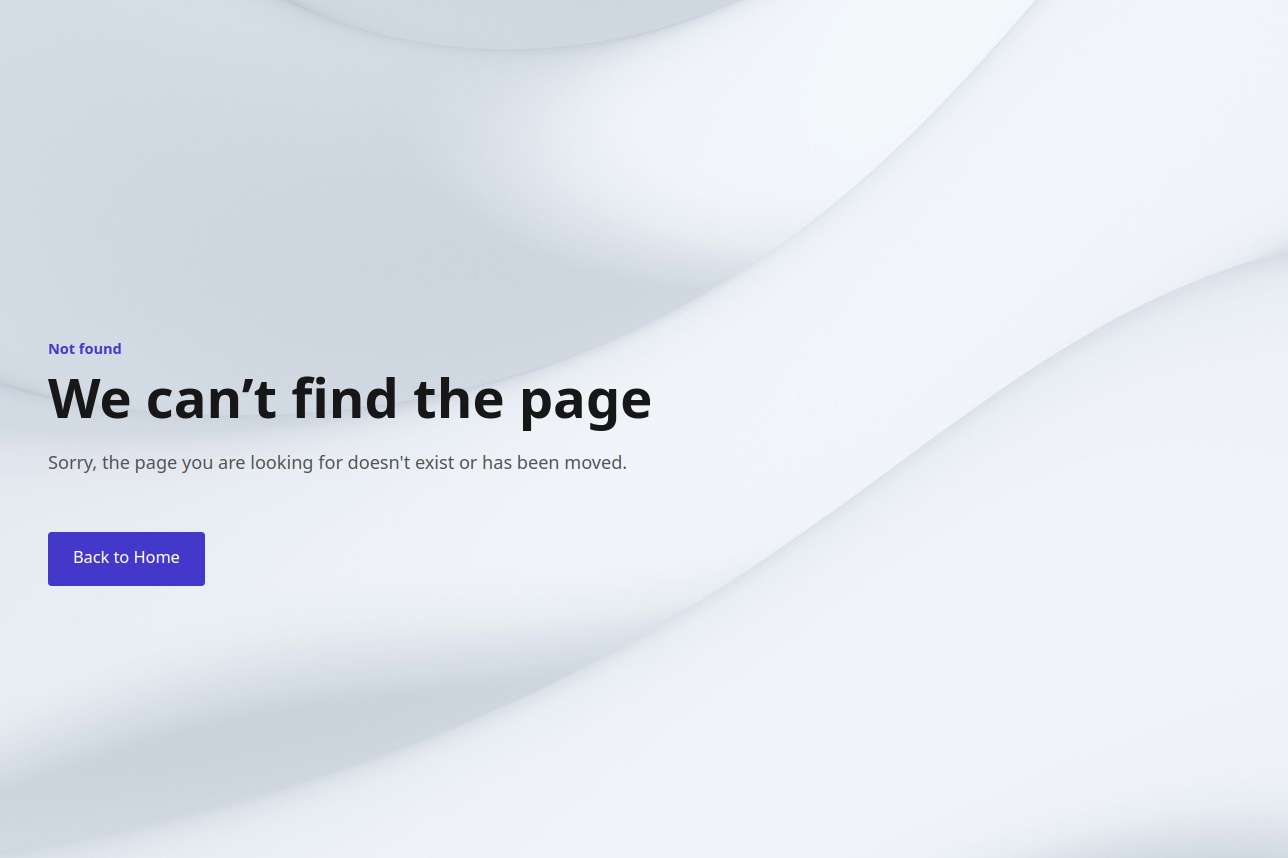 Not found
We can’t find the page
Sorry, the page you are looking for doesn't exist or has been moved.
Back to Home